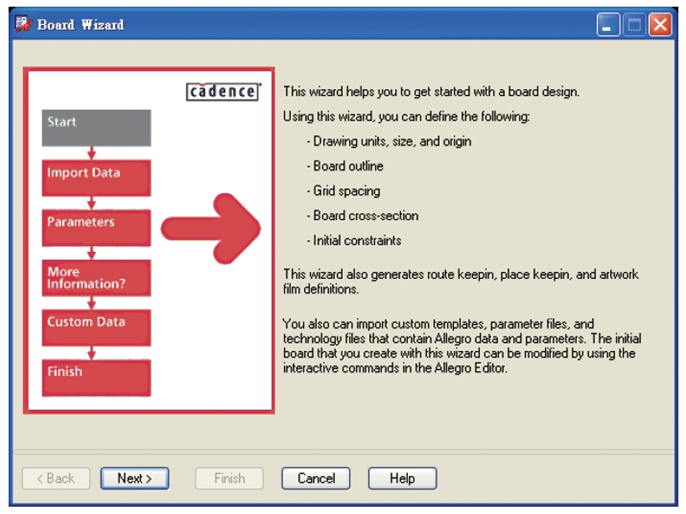 Board Wizard
cadence
Start
Import Data
Parameters
More
Information?
Custom Data
Finish
This wizard helps you to get started with a board design.
Using this wizard, you can define the following:
- Drawing units, size, and origin
- Board outline
- Grid spacing
- Board cross-section
- Initial constraints
This wizard also generates route keepin, place keepin, and artwork
film definitions.
You also can import custom templates, parameter files, and
technology files that contain Allegro data and parameters. The initial
board that you create with this wizard can be modified by using the
interactive commands in the Allegro Editor.
< Back
Next >
Finish
Cancel
Help